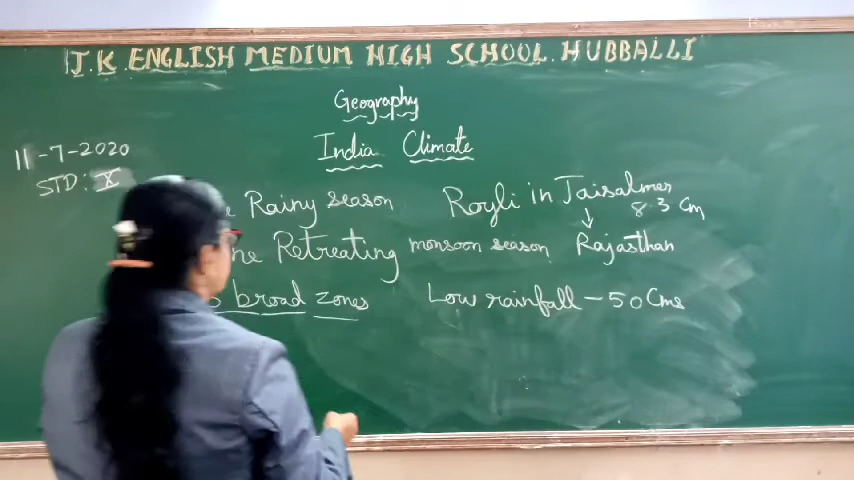 J.K. ENGLISH MEDIUM HIGH SCHOOL. HUBBALLI
Geography
India Climate
11-7-2020
STD: X
Rainy season
Royli in Jaisalmer
8 3 Cm
Retreating monsoon season
Rajasthan
broad zones
Low rainfall - 50 Cms